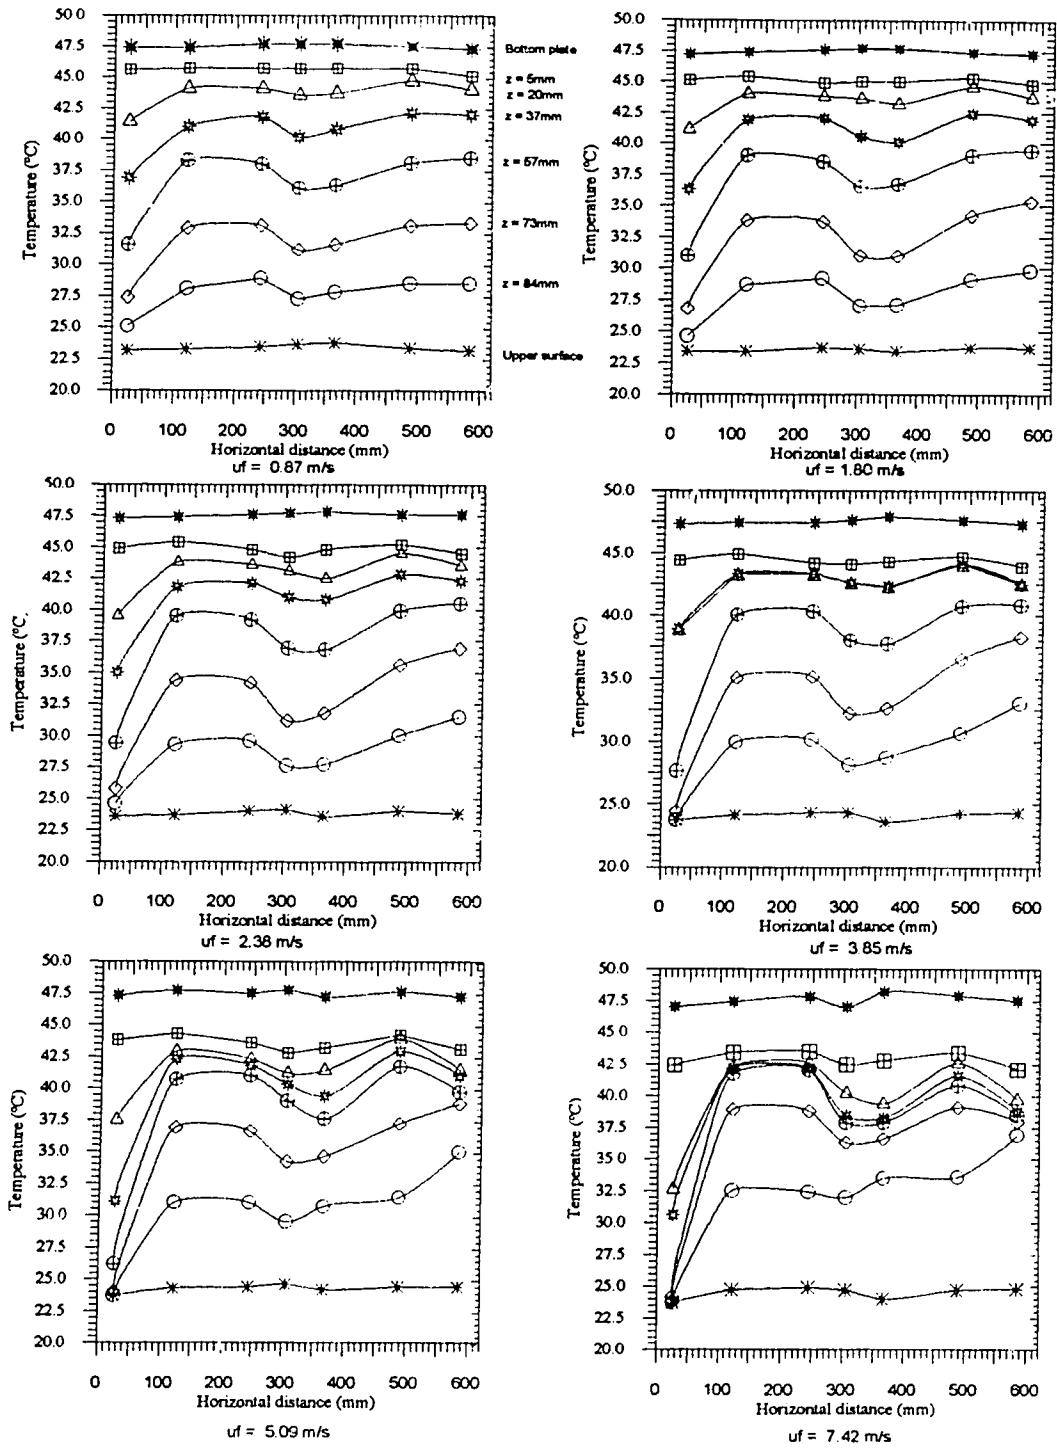 50.0
47.5
45.0
42.5
40.0
37.5
35.0
32.5
30.0
27.5
25.0
22.5
20.0
Temperature (°C)
Bottom plate
z = 5mm
z = 20mm
z = 37mm
z = 57mm
z = 73mm
z = 84mm
Upper surface
0 100 200 300 400 500 600
Horizontal distance (mm)
uf = 0.87 m/s
50.0
47.5
45.0
42.5
40.0
37.5
35.0
32.5
30.0
27.5
25.0
22.5
20.0
Temperature (°C)
0 100 200 300 400 500 600
Horizontal distance (mm)
uf = 1.80 m/s
50.0
47.5
45.0
42.5
40.0
37.5
35.0
32.5
30.0
27.5
25.0
22.5
20.0
Temperature (°C,
0 100 200 300 400 500 600
Horizontal distance (mm)
uf = 2.38 m/s
50.0
45.0
40.0
35.0
30.0
25.0
20.0
Temperature (°C)
0 100 200 300 400 500 600
Horizontal distance (mm)
uf = 3.85 m/s
50.0
47.5
45.0
42.5
40.0
37.5
35.0
32.5
30.0
27.5
25.0
22.5
20.0
Temperature (°C)
0 100 200 300 400 500 600
Horizontal distance (mm)
uf = 5.09 m/s
50.0
47.5
45.0
42.5
40.0
37.5
35.0
32.5
30.0
27.5
25.0
22.5
20.0
Temperature (°C)
0 100 200 300 400 500 600
Horizontal distance (mm)
uf = 7.42 m/s